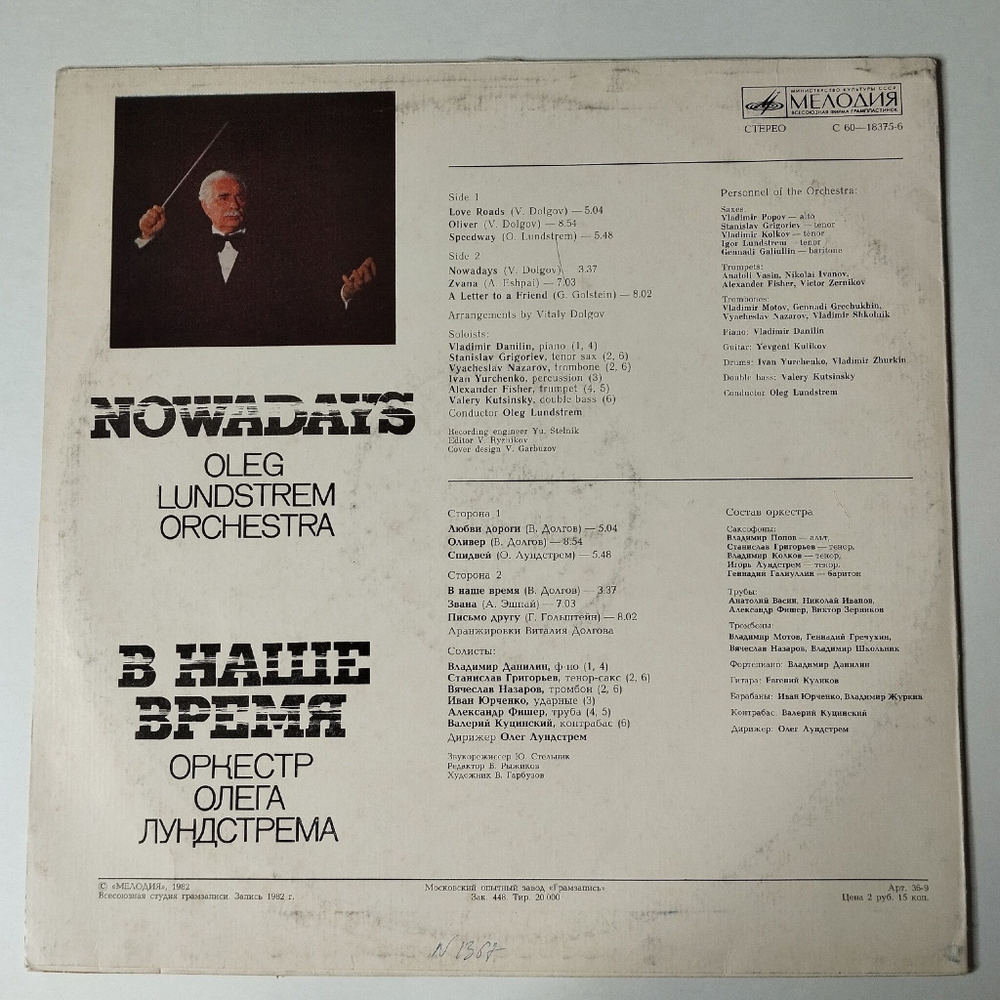 МИНИСТЕРСТВО КУЛЬТУРЫ СССР
МЕЛОДИЯ
ВСЕСОЮЗНАЯ ФИРМА ГРАМПЛАСТИНОК
СТЕРЕО С 60—18375-6
NOWADAYS
OLEG
LUNDSTREM
ORCHESTRA
В НАШЕ
ВРЕМЯ
ОРКЕСТР
ОЛЕГА
ЛУНДСТРЕМА
Side 1
Love Roads (V. Dolgov) — 5.04
Oliver (V. Dolgov) — 8.54
Speedway (O. Lundstrem) — 5.48
Side 2
Nowadays (V. Dolgov) 3.37
Zvana (A. Eshpai) — 7.03
A Letter to a Friend (G. Golstein) — 8.02
Arrangements by Vitaly Dolgov
Soloists:
Vladimir Danilin, piano (1, 4)
Stanislav Grigoriev, tenor sax (2, 6)
Vyacheslav Nazarov, trombone (2, 6)
Ivan Yurchenko, percussion (3)
Alexander Fisher, trumpet (4, 5)
Valery Kutsinsky, double bass (6)
Conductor Oleg Lundstrem
Recording engineer Yu. Stelnik
Editor V. Ryzhikov
Cover design V. Garbuzov
Personnel of the Orchestra:
Saxes
Vladimir Popov — alto
Stanislav Grigoriev — tenor
Vladimir Kolkov — tenor
Igor Lundstrem — tenor
Gennadi Galiullin — baritone
Trumpets:
Anatoli Vasin, Nikolai Ivanov,
Alexander Fisher, Victor Zernikov
Trombones:
Vladimir Motov, Gennadi Grechukhin,
Vyacheslav Nazarov, Vladimir Shkolnik
Piano: Vladimir Danilin
Guitar: Yevgeni Kulikov
Drums: Ivan Yurchenko, Vladimir Zhurkin
Double bass: Valery Kutsinsky
Conductor Oleg Lundstrem
Сторона 1
Любви дороги (В. Долгов) — 5.04
Оливер (В. Долгов) — 8.54
Спидвей (О. Лундстрем) — 5.48
Сторона 2
В наше время (В. Долгов) — 3.37
Звана (А. Эшпай) — 7.03
Письмо другу (Г. Гольштейн) — 8.02
Аранжировки Виталия Долгова
Солисты:
Владимир Данилин, ф-но (1, 4)
Станислав Григорьев, тенор-сакс (2, 6)
Вячеслав Назаров, тромбон (2, 6)
Иван Юрченко, ударные (3)
Александр Фишер, труба (4, 5)
Валерий Куцинский, контрабас (6)
Дирижер Олег Лундстрем
Звукорежиссер Ю. Стельник
Редактор В. Рыжиков
Художник В. Гарбузов
Состав оркестра
Саксофоны:
Владимир Попов — альт,
Станислав Григорьев — тенор,
Владимир Колков — тенор,
Игорь Лундстрем — тенор,
Геннадий Галиуллин — баритон
Трубы:
Анатолий Васин, Николай Иванов,
Александр Фишер, Виктор Зерников
Тромбоны:
Владимир Мотов, Геннадий Гречухин,
Вячеслав Назаров, Владимир Школьник
Фортепиано: Владимир Данилин
Гитара: Евгений Куликов
Барабаны: Иван Юрченко, Владимир Журкин
Контрабас: Валерий Куцинский
Дирижер: Олег Лундстрем
© «МЕЛОДИЯ», 1982
Всесоюзная студия грамзаписи. Запись 1982 г.
Московский опытный завод «Грамзапись»
Зак. 448. Тир. 20 000
Арт. 36-9
Цена 2 руб. 15 коп.
N 1367